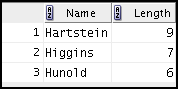 Name Length
1 Hartstein 9
2 Higgins 7
3 Hunold 6